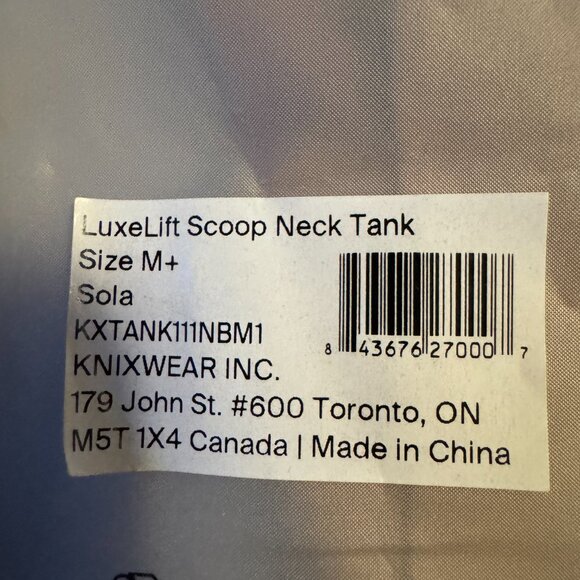 LuxeLift Scoop Neck Tank
Size M+
Sola
KXTANK111NBM1
8 43676 27000 7
KNIXWEAR INC.
179 John St. #600 Toronto, ON
M5T 1X4 Canada | Made in China